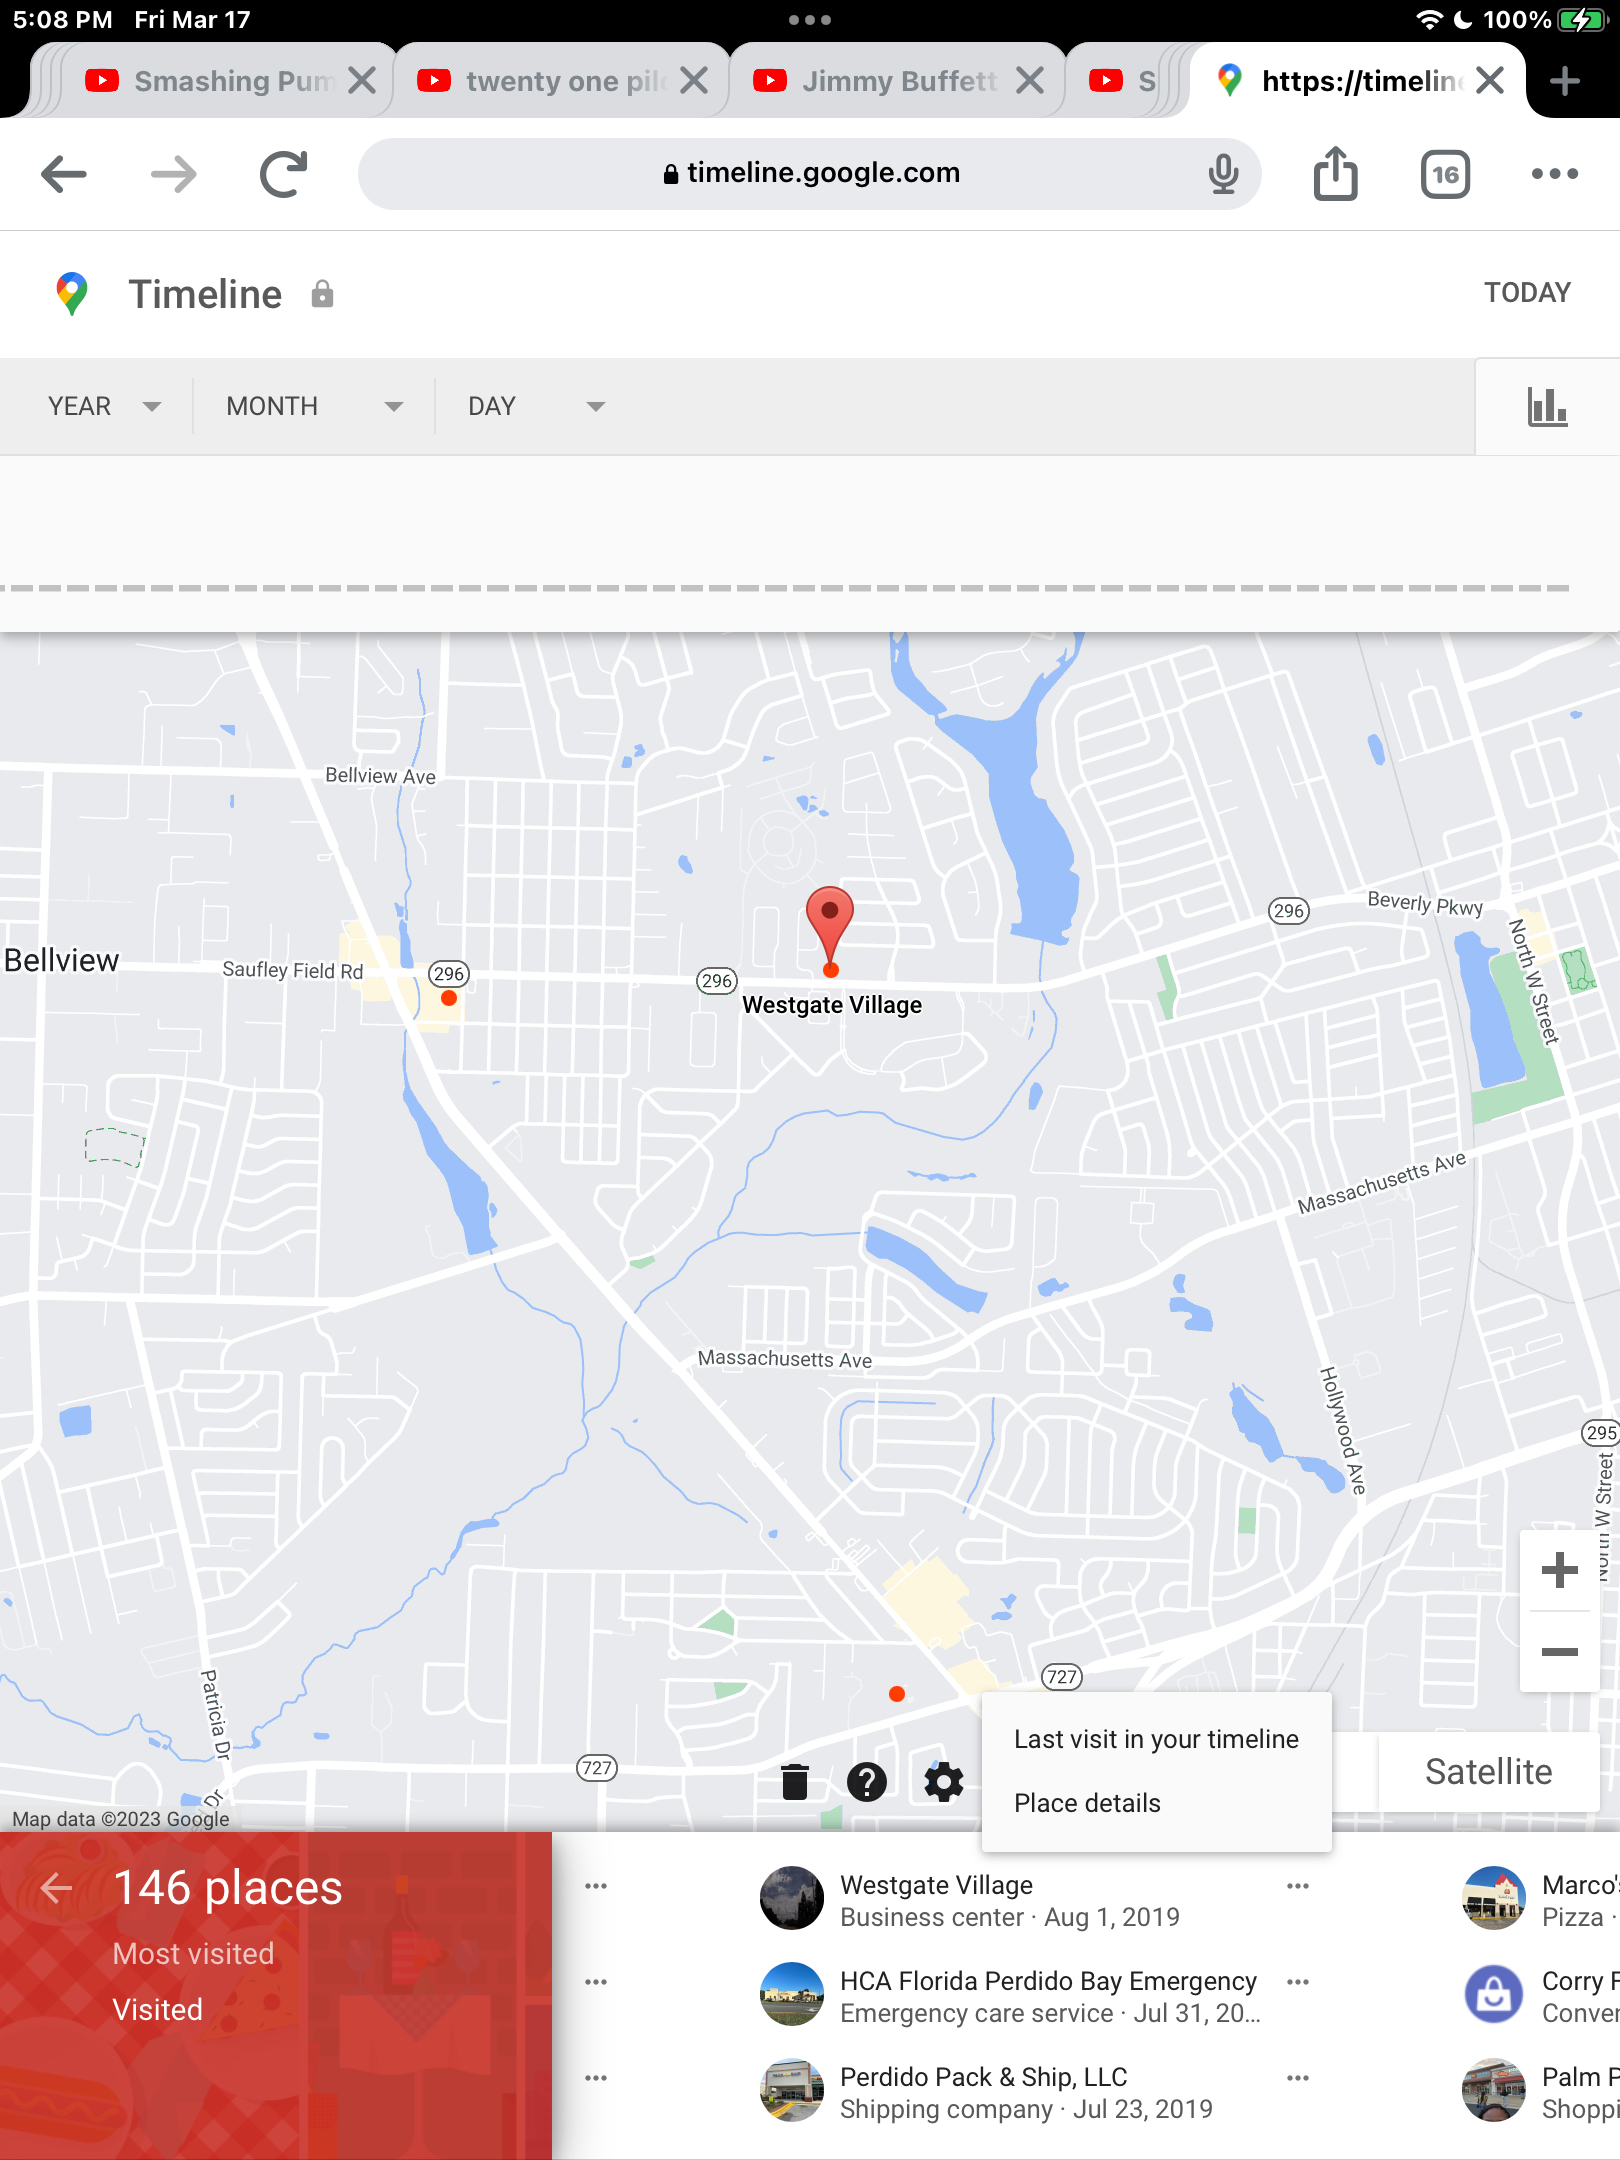 5:08 PM Fri Mar 17
100%
Smashing Pum
twenty one pil
Jimmy Buffett
S
https://timeline
timeline.google.com
16
Timeline
TODAY
YEAR
MONTH
DAY
Bellview Ave
Beverly Pkwy
296
Bellview
Saufley Field Rd
296
296
North W Street
Westgate Village
Massachusetts Ave
Massachusetts Ave
Hollywood Ave
295
North W Street
Patricia Dr
727
727
Dr
Last visit in your timeline
Place details
Satellite
Map data ©2023 Google
146 places
Most visited
Visited
Westgate Village
Business center · Aug 1, 2019
HCA Florida Perdido Bay Emergency
Emergency care service · Jul 31, 20...
Perdido Pack & Ship, LLC
Shipping company · Jul 23, 2019
Marco's
Pizza ·
Corry F
Conver
Palm P
Shoppi